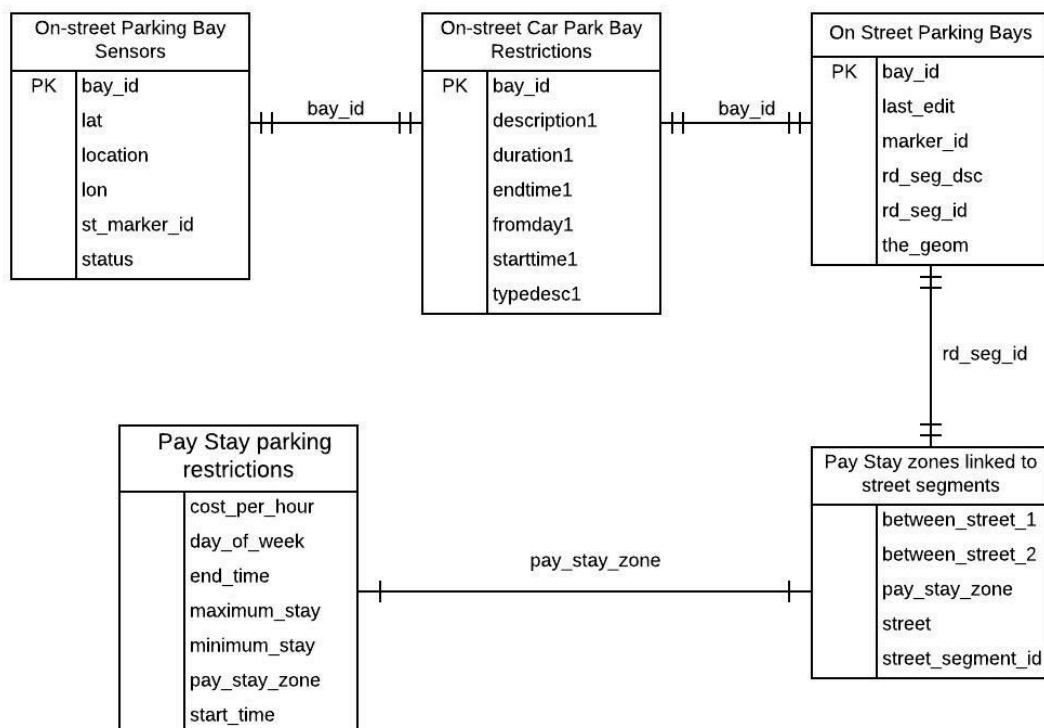 On-street Parking Bay
Sensors
PK
bay_id
lat
location
lon
st_marker_id
status
bay_id
On-street Car Park Bay
Restrictions
PK
bay_id
description1
duration1
endtime1
fromday1
starttime1
typedesc1
bay_id
On Street Parking Bays
PK
bay_id
last_edit
marker_id
rd_seg_dsc
rd_seg_id
the_geom
rd_seg_id
Pay Stay parking
restrictions
cost_per_hour
day_of_week
end_time
maximum_stay
minimum_stay
pay_stay_zone
start_time
pay_stay_zone
Pay Stay zones linked to
street segments
between_street_1
between_street_2
pay_stay_zone
street
street_segment_id